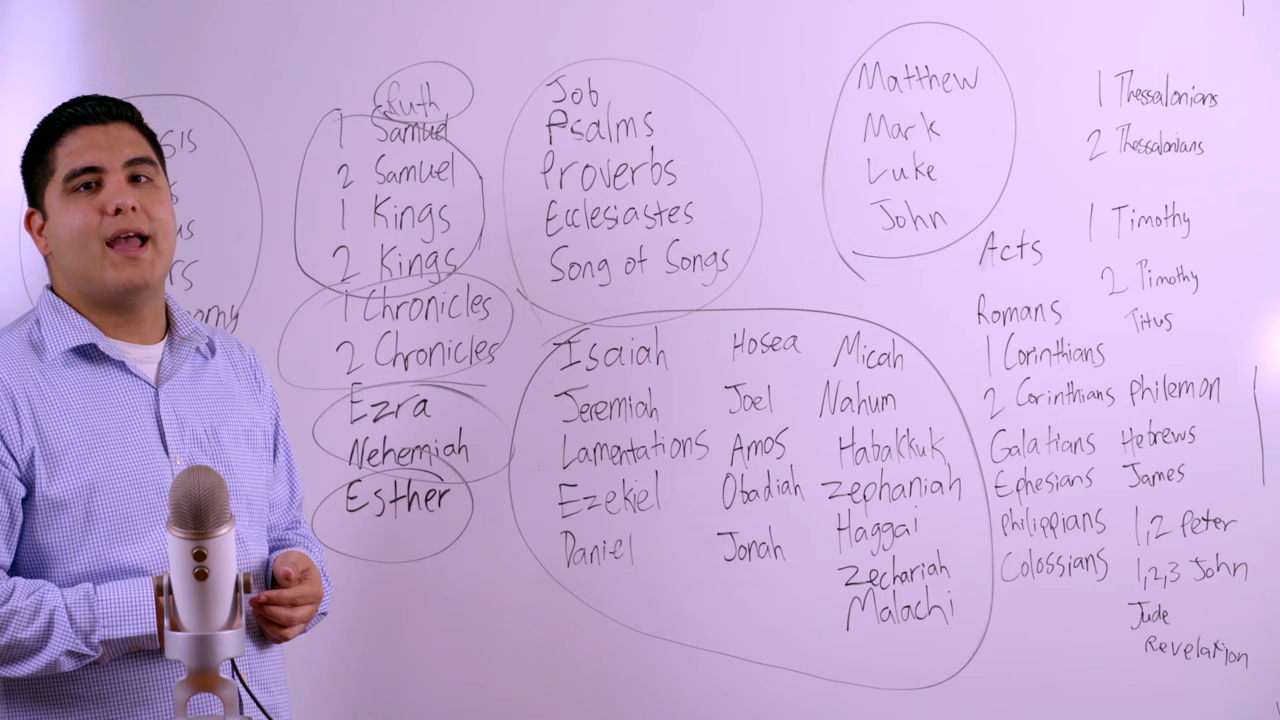 Ruth
1 Samuel
2 Samuel
1 Kings
2 Kings
1 Chronicles
2 Chronicles
Ezra
Nehemiah
Esther
Job
Psalms
Proverbs
Ecclesiastes
Song of Songs
Isaiah
Jeremiah
Lamentations
Ezekiel
Daniel
Hosea
Joel
Amos
Obadiah
Jonah
Micah
Nahum
Habakkuk
Zephaniah
Haggai
Zechariah
Malachi
Matthew
Mark
Luke
John
Acts
Romans
1 Corinthians
2 Corinthians
Galatians
Ephesians
Philippians
Colossians
1 Thessalonians
2 Thessalonians
1 Timothy
2 Timothy
Titus
Philemon
Hebrews
James
1,2 Peter
1,2,3 John
Jude
Revelation